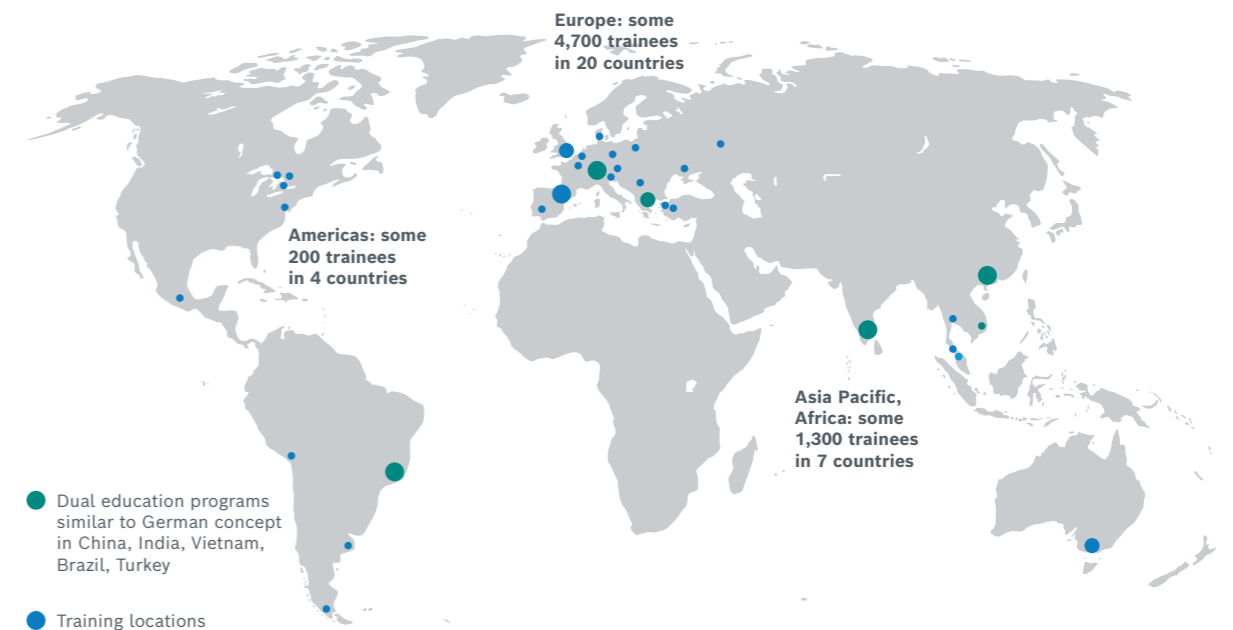 Europe: some
4,700 trainees
in 20 countries
Americas: some
200 trainees
in 4 countries
Asia Pacific,
Africa: some
1,300 trainees
in 7 countries
Dual education programs
similar to German concept
in China, India, Vietnam,
Brazil, Turkey
Training locations